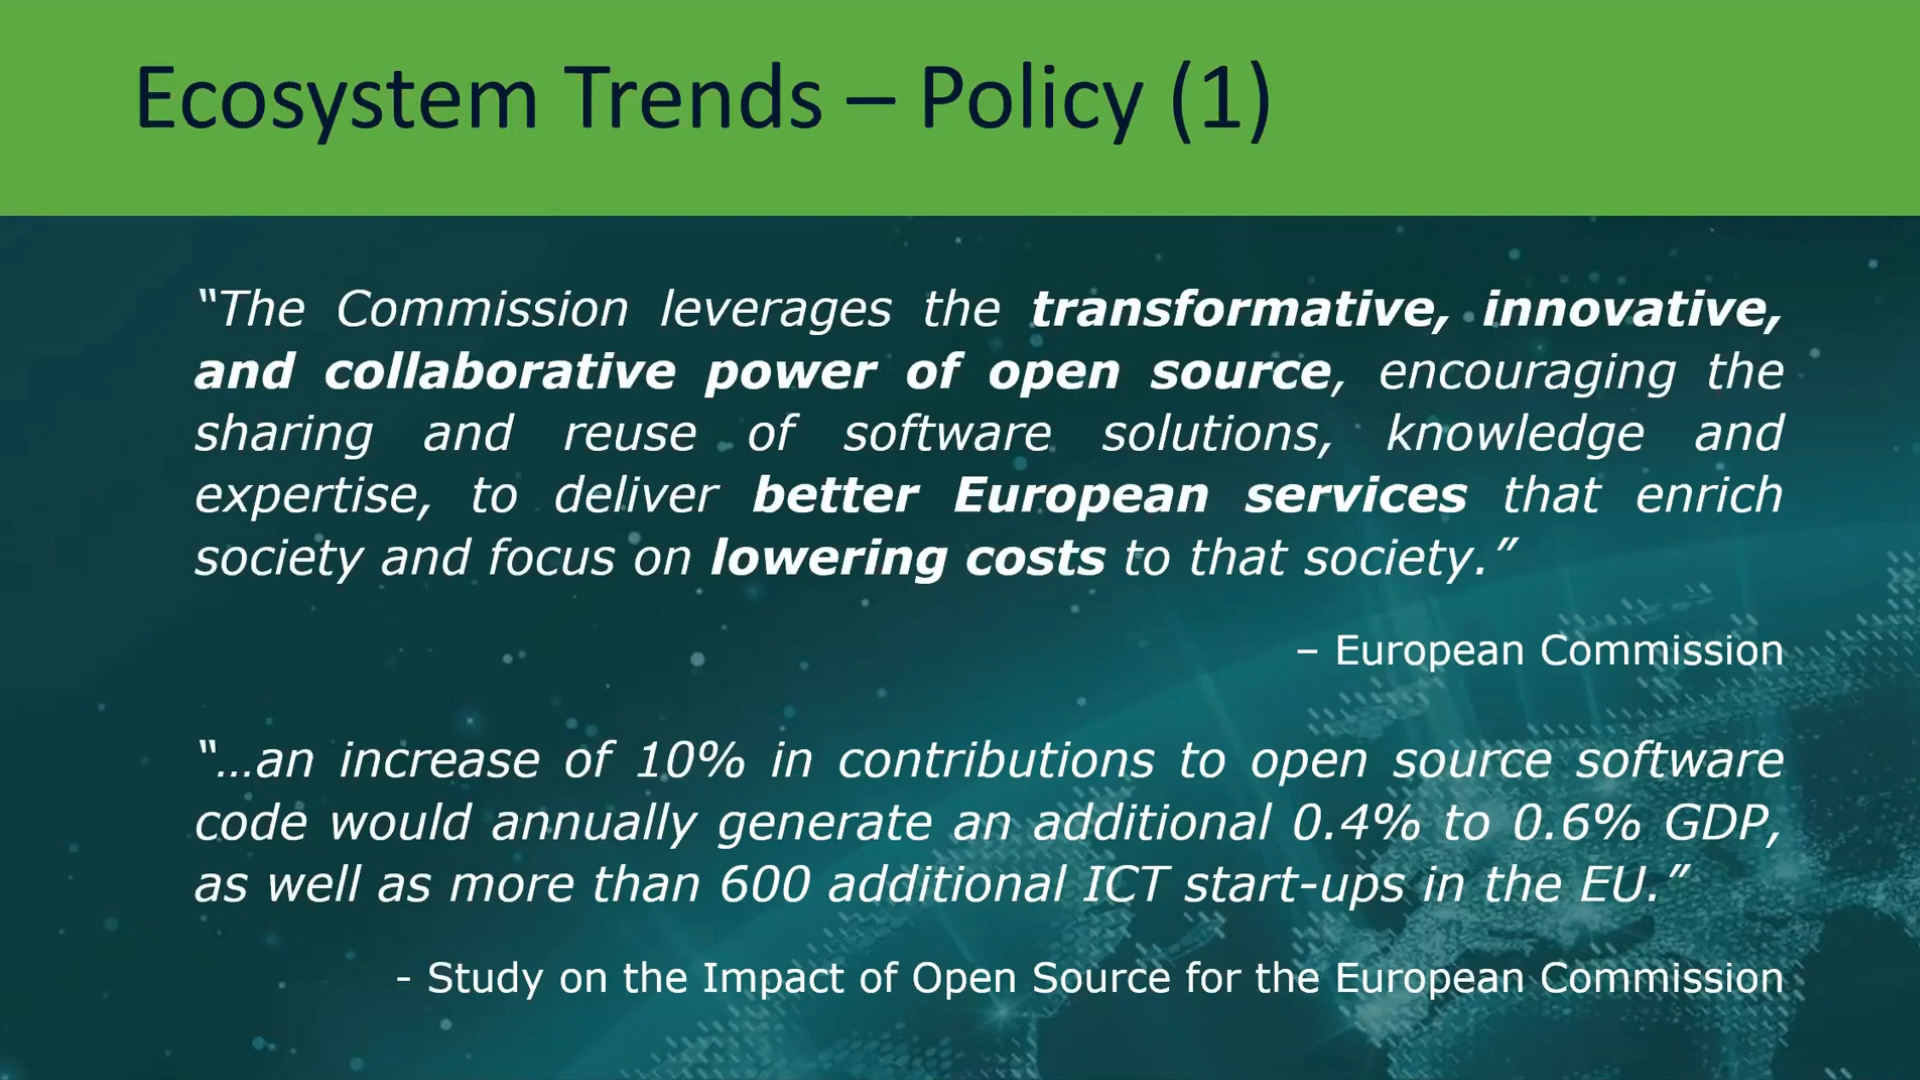 Ecosystem Trends – Policy (1)
“The Commission leverages the transformative, innovative,
and collaborative power of open source, encouraging the
sharing and reuse of software solutions, knowledge and
expertise, to deliver better European services that enrich
society and focus on lowering costs to that society.”
– European Commission
“…an increase of 10% in contributions to open source software
code would annually generate an additional 0.4% to 0.6% GDP,
as well as more than 600 additional ICT start-ups in the EU.”
- Study on the Impact of Open Source for the European Commission